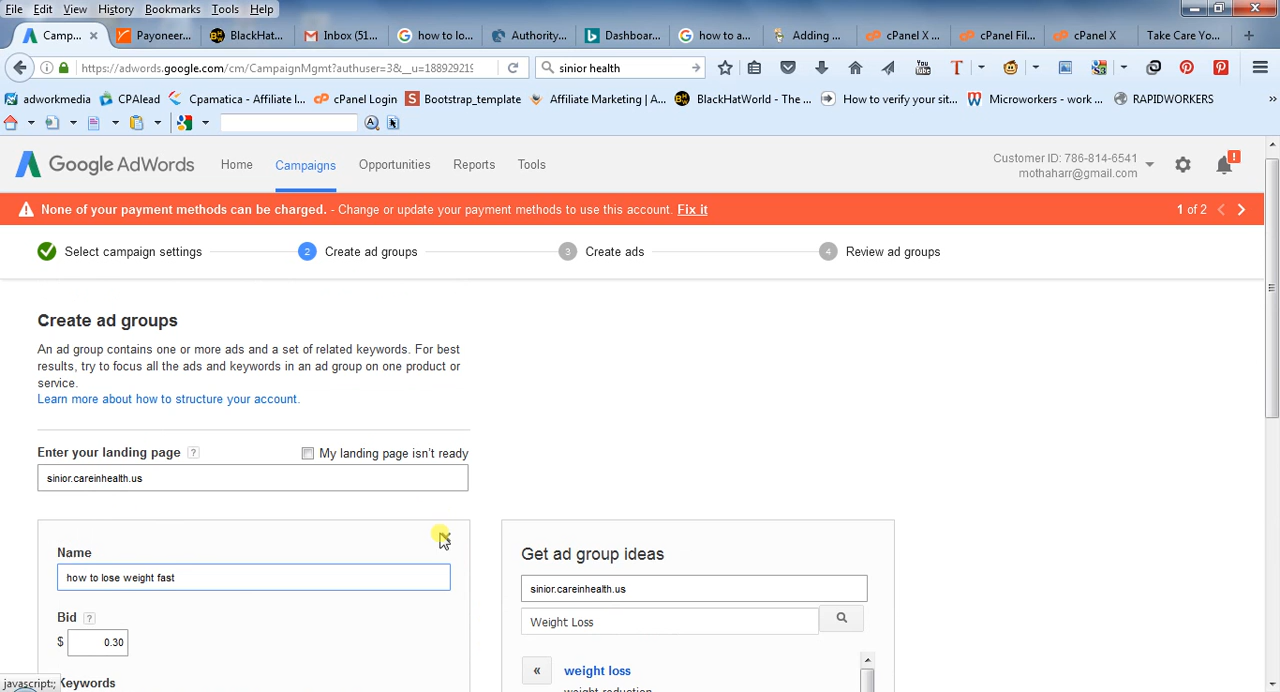 File Edit View History Bookmarks Tools Help
Camp... Payoneer... BlackHat... Inbox (51... how to lo... Authority... Dashboar... how to a... Adding ... cPanel X ... cPanel Fil... cPanel X Take Care Yo...
https://adwords.google.com/cm/CampaignMgmt?authuser=3&__u=188929219 sinior health
adworkmedia CPAlead Cpamatica - Affiliate I... cPanel Login Bootstrap_template Affiliate Marketing | A... BlackHatWorld - The ... How to verify your sit... Microworkers - work ... RAPIDWORKERS
Google AdWords Home Campaigns Opportunities Reports Tools Customer ID: 786-814-6541
mothaharr@gmail.com
None of your payment methods can be charged. - Change or update your payment methods to use this account. Fix it 1 of 2
Select campaign settings 2 Create ad groups 3 Create ads 4 Review ad groups
Create ad groups
An ad group contains one or more ads and a set of related keywords. For best
results, try to focus all the ads and keywords in an ad group on one product or
service.
Learn more about how to structure your account.
Enter your landing page ? My landing page isn't ready
sinior.careinhealth.us
Name
how to lose weight fast
Bid ?
$ 0.30
Keywords
Get ad group ideas
sinior.careinhealth.us
Weight Loss
« weight loss
weight reduction
javascript:;